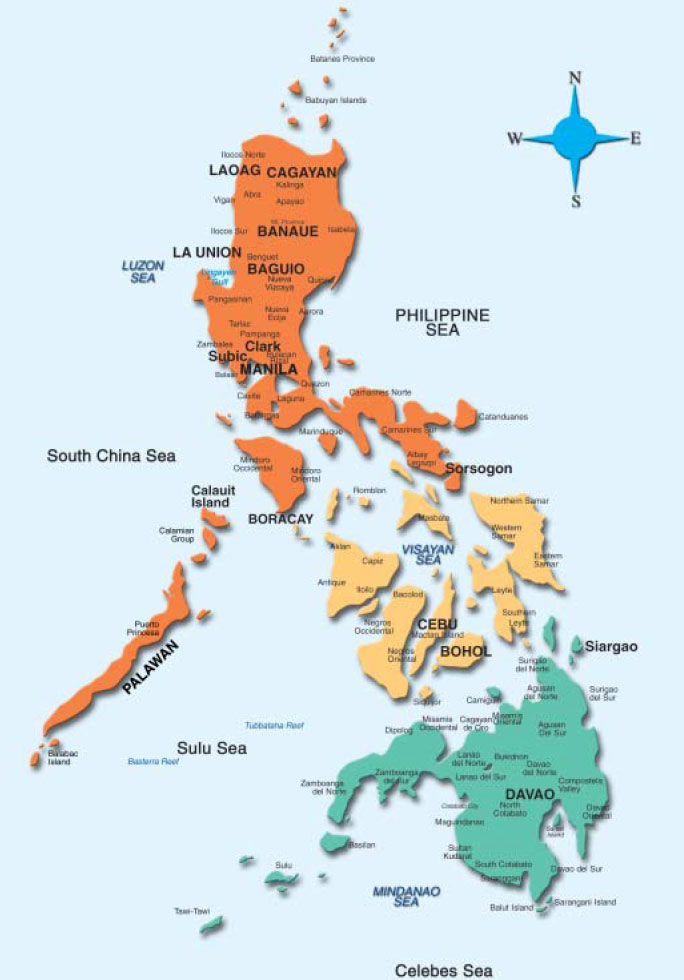 Batanes Province
Babuyan Islands
N
W
E
S
Ilocos Norte
LAOAG
CAGAYAN
Kalinga
Abra
Vigan
Apayao
Mt. Province
Ilocos Sur
BANAUE
Isabela
LA UNION
Benguet
LUZON
SEA
Lingayen
Gulf
BAGUIO
Nueva
Vizcaya
Quirino
Pangasinan
Nueva
Ecija
Aurora
PHILIPPINE
SEA
Tarlac
Pampanga
Zambales
Clark
Subic
Bulacan
Rizal
Bataan
MANILA
Quezon
Cavite
Laguna
Camarines Norte
Batangas
Catanduanes
Marinduque
Camarines Sur
South China Sea
Albay
Legaspi
Sorsogon
Mindoro
Occidental
Mindoro
Oriental
Calauit
Island
Romblon
Northern Samar
BORACAY
Masbate
Calamian
Group
Western
Samar
Aklan
VISAYAN
SEA
Capiz
Eastern
Samar
Antique
Iloilo
Bacolod
Leyte
Puerto
Princesa
PALAWAN
Negros
Occidental
CEBU
Mactan Island
Southern
Leyte
Negros
Oriental
BOHOL
Siargao
Surigao
del Norte
Siquijor
Camiguin
Agusan
del Norte
Surigao
del Sur
Tubbataha Reef
Misamis
Occidental
Cagayan
de Oro
Misamis
Oriental
Dipolog
Agusan
Del Sur
Balabac
Island
Sulu Sea
Basterra Reef
Lanao
del Norte
Bukidnon
Davao
del Norte
Zamboanga
del Sur
Lanao del Sur
Compostela
Valley
Zamboanga
del Norte
DAVAO
Cotabato City
North
Cotabato
Davao
Oriental
Maguindanao
Island
Basilan
Sultan
Kudarat
Sulu
South Cotabato
Davao del Sur
Sarangani
MINDANAO
SEA
Tawi-Tawi
Balut Island
Sarangani Island
Celebes Sea